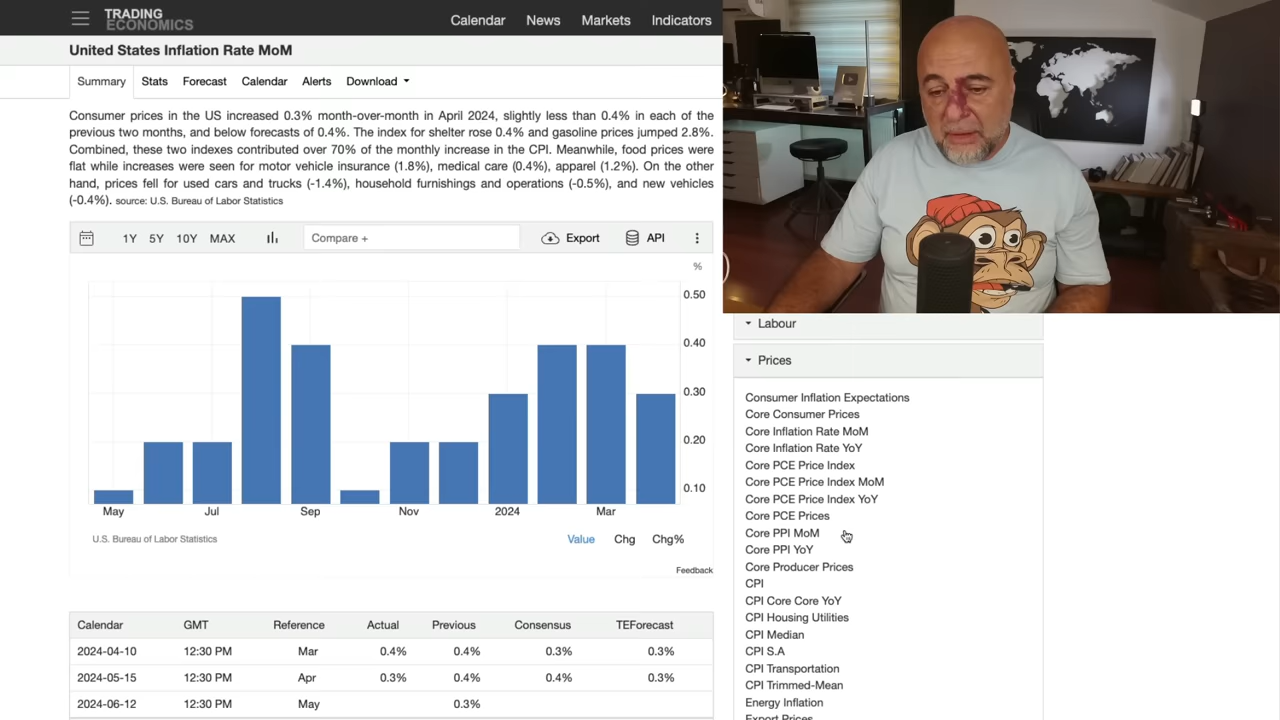 TRADING
ECONOMICS
Calendar News Markets Indicators
United States Inflation Rate MoM
Summary Stats Forecast Calendar Alerts Download
Consumer prices in the US increased 0.3% month-over-month in April 2024, slightly less than 0.4% in each of the
previous two months, and below forecasts of 0.4%. The index for shelter rose 0.4% and gasoline prices jumped 2.8%.
Combined, these two indexes contributed over 70% of the monthly increase in the CPI. Meanwhile, food prices were
flat while increases were seen for motor vehicle insurance (1.8%), medical care (0.4%), apparel (1.2%). On the other
hand, prices fell for used cars and trucks (-1.4%), household furnishings and operations (-0.5%), and new vehicles
(-0.4%). source: U.S. Bureau of Labor Statistics
1Y 5Y 10Y MAX Compare + Export API
%
0.50
0.40
0.30
0.20
0.10
May Jul Sep Nov 2024 Mar
U.S. Bureau of Labor Statistics Value Chg Chg%
Feedback
Calendar GMT Reference Actual Previous Consensus TEForecast
2024-04-10 12:30 PM Mar 0.4% 0.4% 0.3% 0.3%
2024-05-15 12:30 PM Apr 0.3% 0.4% 0.4% 0.3%
2024-06-12 12:30 PM May 0.3%
Labour
Prices
Consumer Inflation Expectations
Core Consumer Prices
Core Inflation Rate MoM
Core Inflation Rate YoY
Core PCE Price Index
Core PCE Price Index MoM
Core PCE Price Index YoY
Core PCE Prices
Core PPI MoM
Core PPI YoY
Core Producer Prices
CPI
CPI Core Core YoY
CPI Housing Utilities
CPI Median
CPI S.A
CPI Transportation
CPI Trimmed-Mean
Energy Inflation
Export Prices